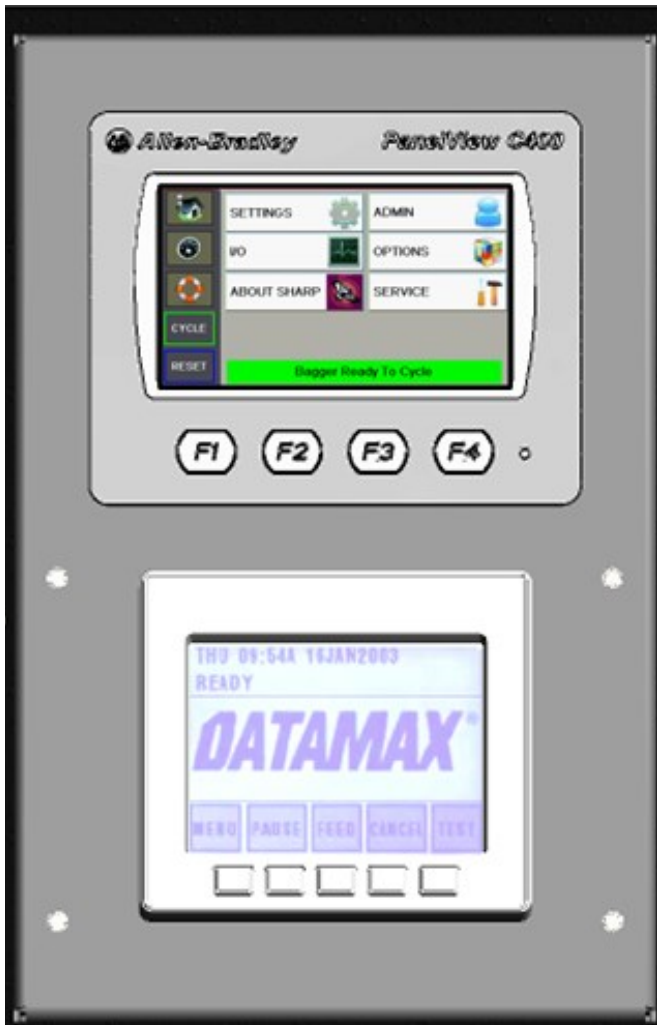 Allen-Bradley PanelView C400
SETTINGS ADMIN
I/O OPTIONS
ABOUT SHARP SERVICE
CYCLE
RESET Bagger Ready To Cycle
F1 F2 F3 F4
THU 09:54A 16JAN2003
READY
DATAMAX®
MENU PAUSE FEED CANCEL TEST